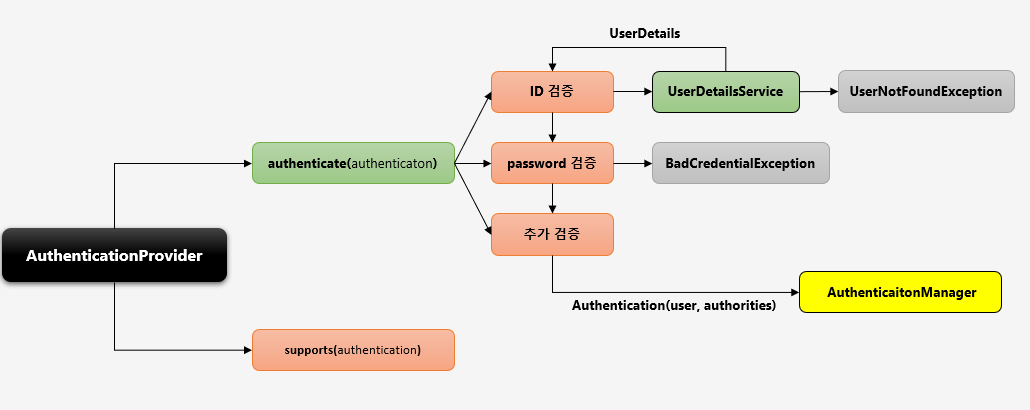 UserDetails
ID 검증
UserDetailsService
UserNotFoundException
authenticate(authenticaton)
password 검증
BadCredentialException
추가 검증
AuthenticationProvider
AuthenticaitonManager
Authentication(user, authorities)
supports(authentication)